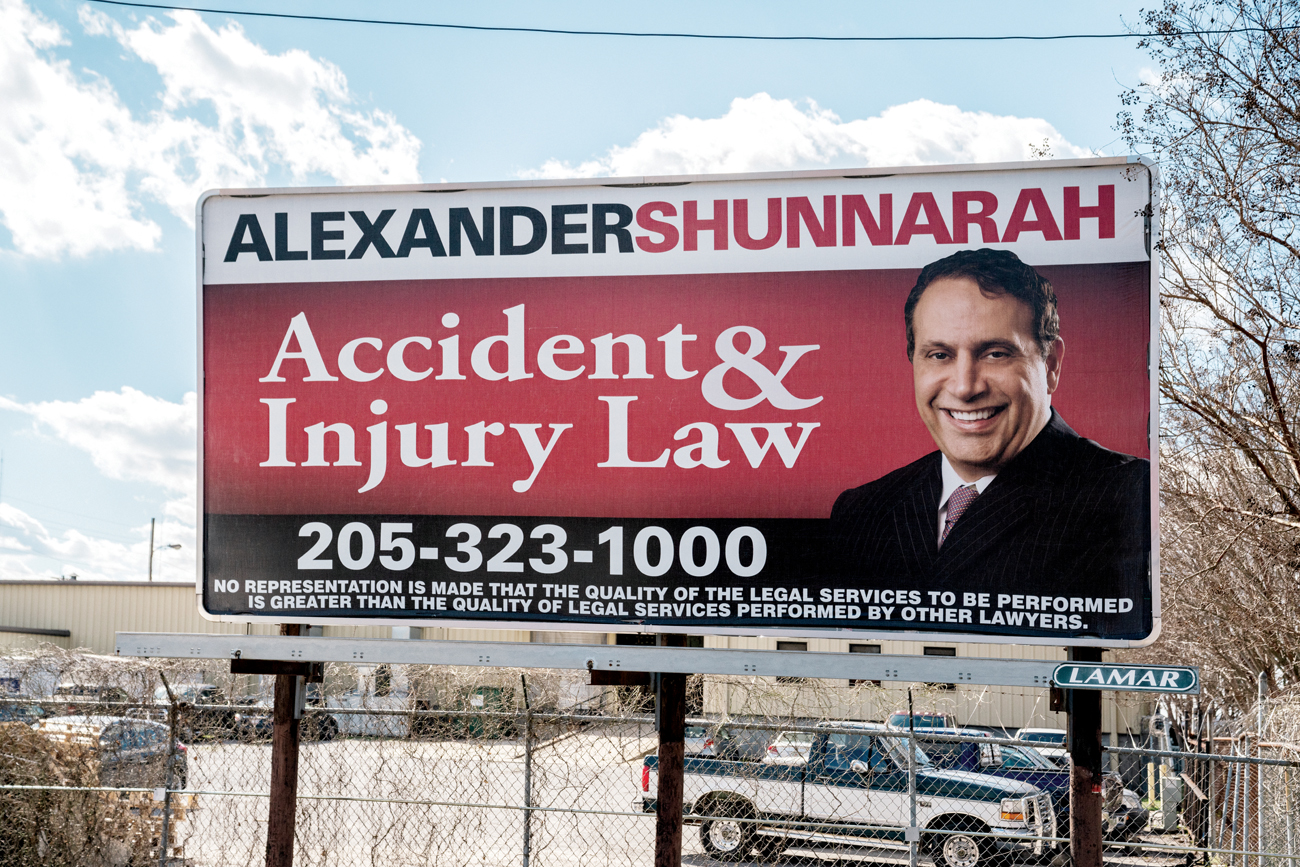 ALEXANDERSHUNNARAH
Accident &
Injury Law
205-323-1000
NO REPRESENTATION IS MADE THAT THE QUALITY OF THE LEGAL SERVICES TO BE PERFORMED
IS GREATER THAN THE QUALITY OF LEGAL SERVICES PERFORMED BY OTHER LAWYERS.
LAMAR